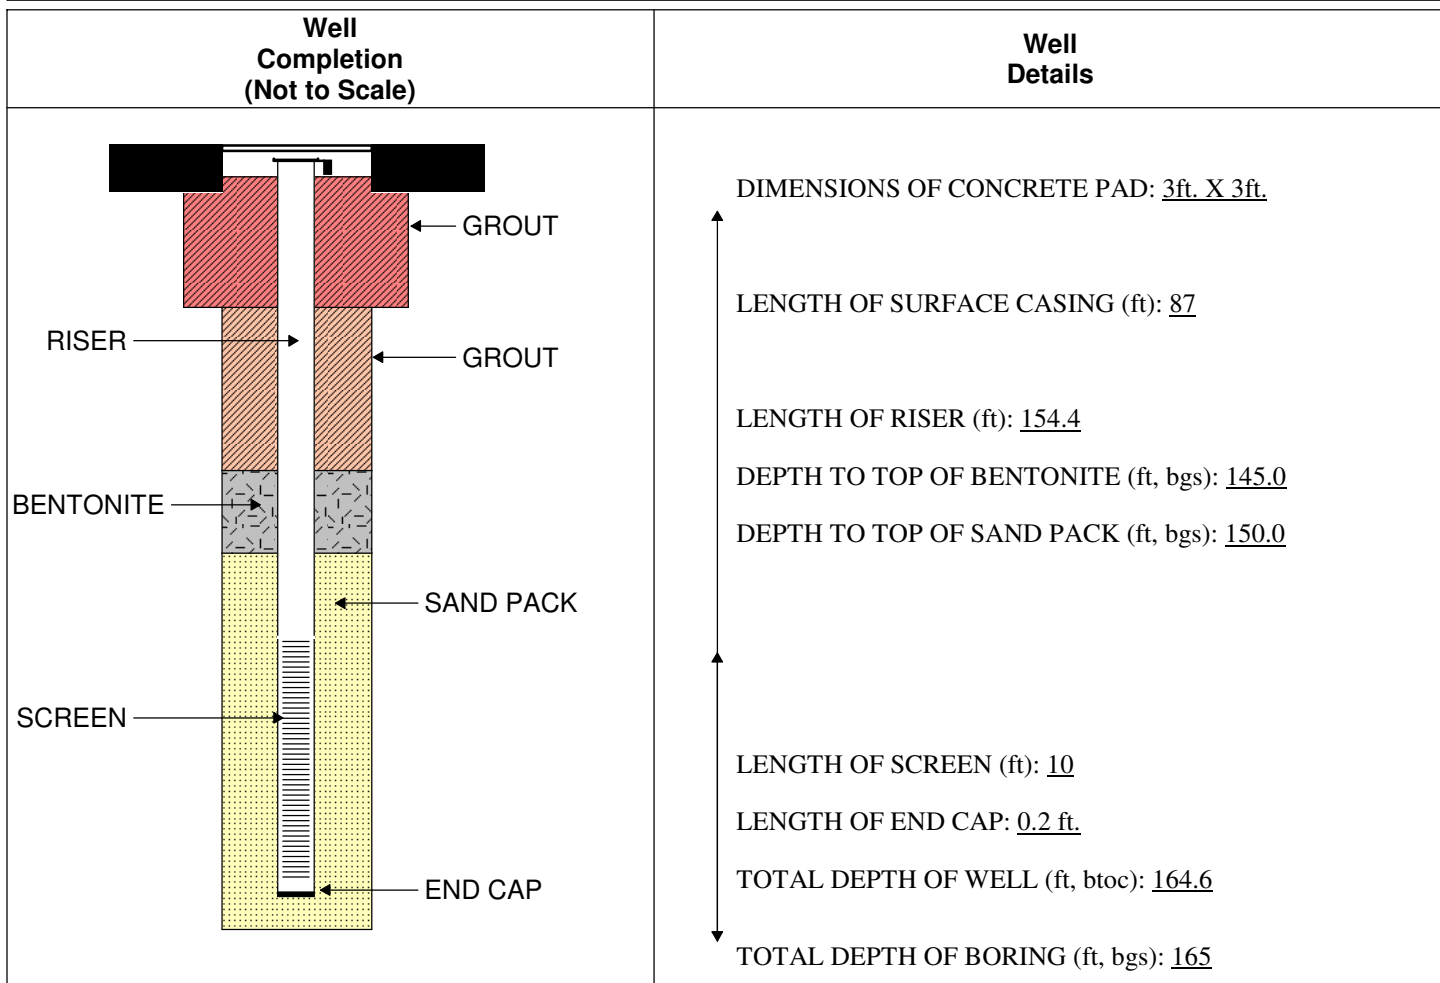 Well
Completion
(Not to Scale)
Well
Details
DIMENSIONS OF CONCRETE PAD: 3ft. X 3ft.
GROUT
LENGTH OF SURFACE CASING (ft): 87
RISER
GROUT
LENGTH OF RISER (ft): 154.4
DEPTH TO TOP OF BENTONITE (ft, bgs): 145.0
BENTONITE
DEPTH TO TOP OF SAND PACK (ft, bgs): 150.0
SAND PACK
SCREEN
LENGTH OF SCREEN (ft): 10
LENGTH OF END CAP: 0.2 ft.
TOTAL DEPTH OF WELL (ft, btoc): 164.6
END CAP
TOTAL DEPTH OF BORING (ft, bgs): 165